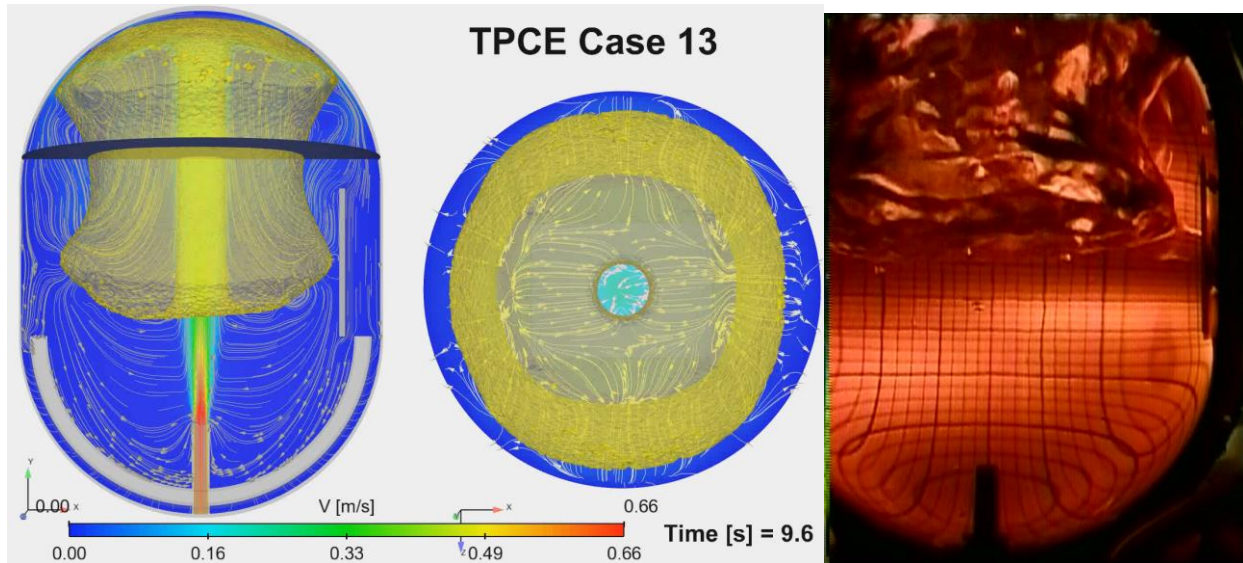 TPCE Case 13
Y
X
0.00
V [m/s]
X
Z
0.66
Time [s] = 9.6
0.00
0.16
0.33
0.49
0.66